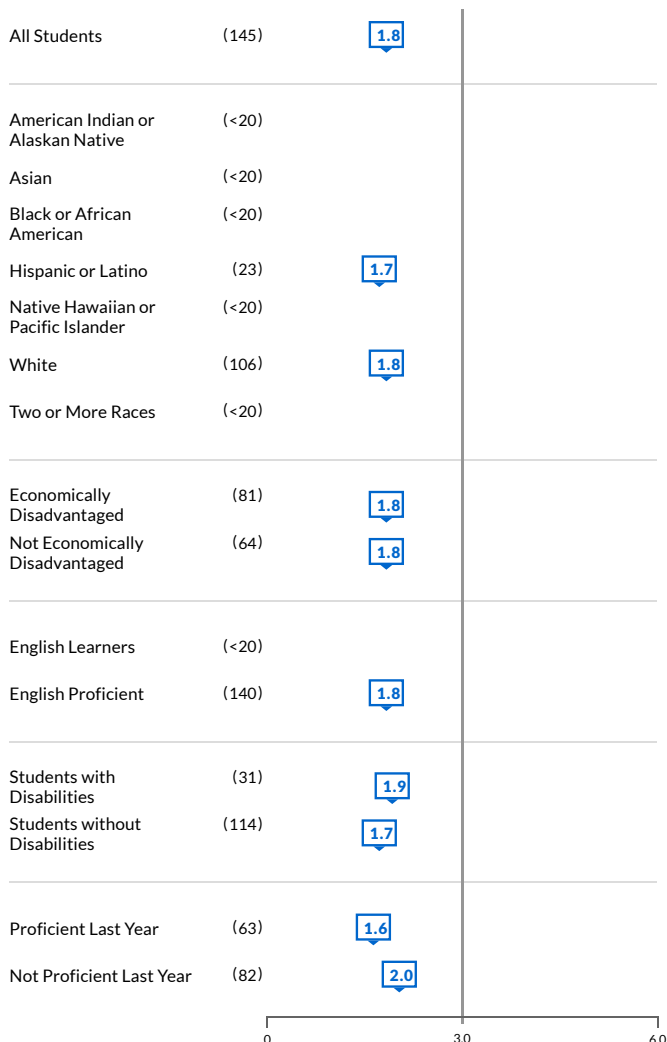 All Students (145) 1.8
American Indian or (<20)
Alaskan Native
Asian (<20)
Black or African (<20)
American
Hispanic or Latino (23) 1.7
Native Hawaiian or (<20)
Pacific Islander
White (106) 1.8
Two or More Races (<20)
Economically (81) 1.8
Disadvantaged
Not Economically (64) 1.8
Disadvantaged
English Learners (<20)
English Proficient (140) 1.8
Students with (31) 1.9
Disabilities
Students without (114) 1.7
Disabilities
Proficient Last Year (63) 1.6
Not Proficient Last Year (82) 2.0
0 3.0 6.0